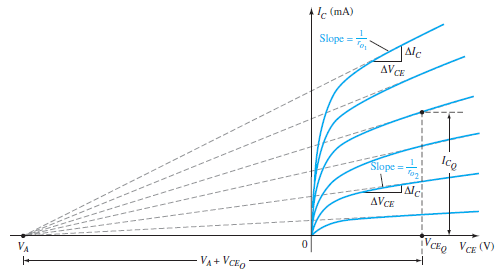 I_C (mA)
Slope = 1/r_o1
ΔI_C
ΔV_CE
Slope = 1/r_o2
ΔI_C
ΔV_CE
I_CQ
V_A
0
V_CEQ
V_CE (V)
V_A + V_CEQ